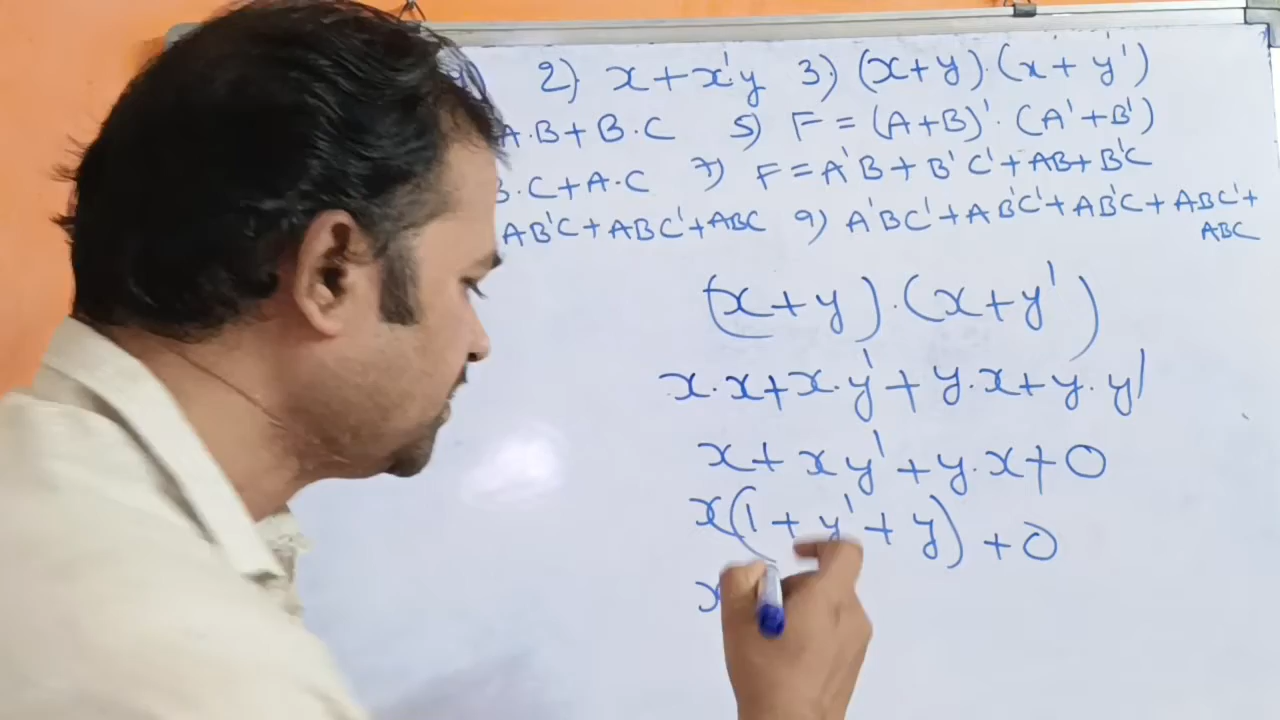 2) x + x'y 3) (x+y).(x+ y')
A.B+B.C 5) F = (A+B)'.(A'+B')
B.C+A.C 7) F=A'B+B'C'+AB+B'C
AB'C+ABC'+ABC 9) A'BC'+AB'C'+AB'C+ABC'+
ABC
(x+y).(x+y')
x.x+x.y'+y.x+y.y'
x+xy'+y.x+0
x(1+y'+y)+0
x